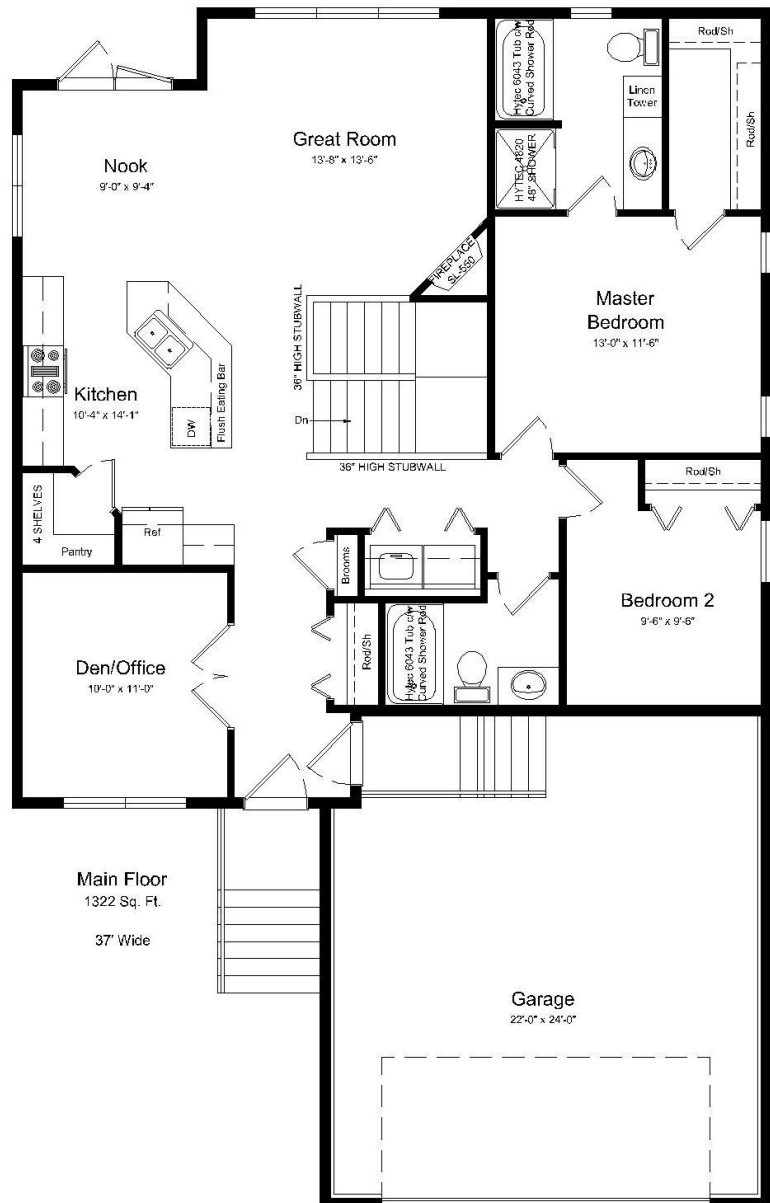 Hytec 6043 Tub c/w
Curved Shower Rod
Linen
Tower
Rod/Sh
Rod/Sh
Great Room
13'-8" x 13'-6"
Nook
9'-0" x 9'-4"
HYTEC 4820
48" SHOWER
FIREPLACE
SL-550
Master
Bedroom
13'-0" x 11'-6"
36" HIGH STUBWALL
Kitchen
10'-4" x 14'-1"
Flush Eating Bar
DW
Dn
36" HIGH STUBWALL
Rod/Sh
4 SHELVES
Pantry
Ref
Brooms
Bedroom 2
9'-6" x 9'-6"
Den/Office
10'-0" x 11'-0"
Rod/Sh
Hytec 6043 Tub c/w
Curved Shower Rod
Main Floor
1322 Sq. Ft.
37' Wide
Garage
22'-0" x 24'-0"